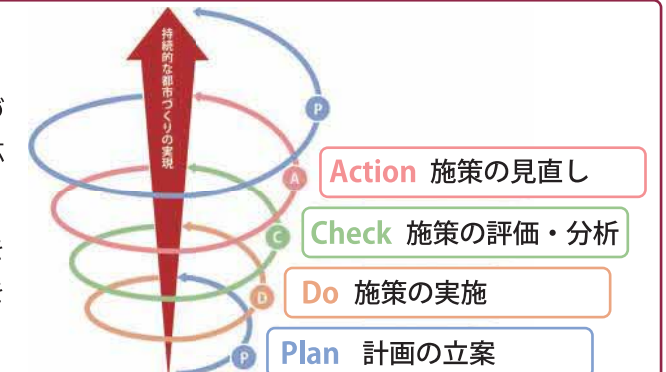 持続的な都市づくりの実現
P
A
Action 施策の見直し
C
Check 施策の評価・分析
D
Do 施策の実施
P
Plan 計画の立案